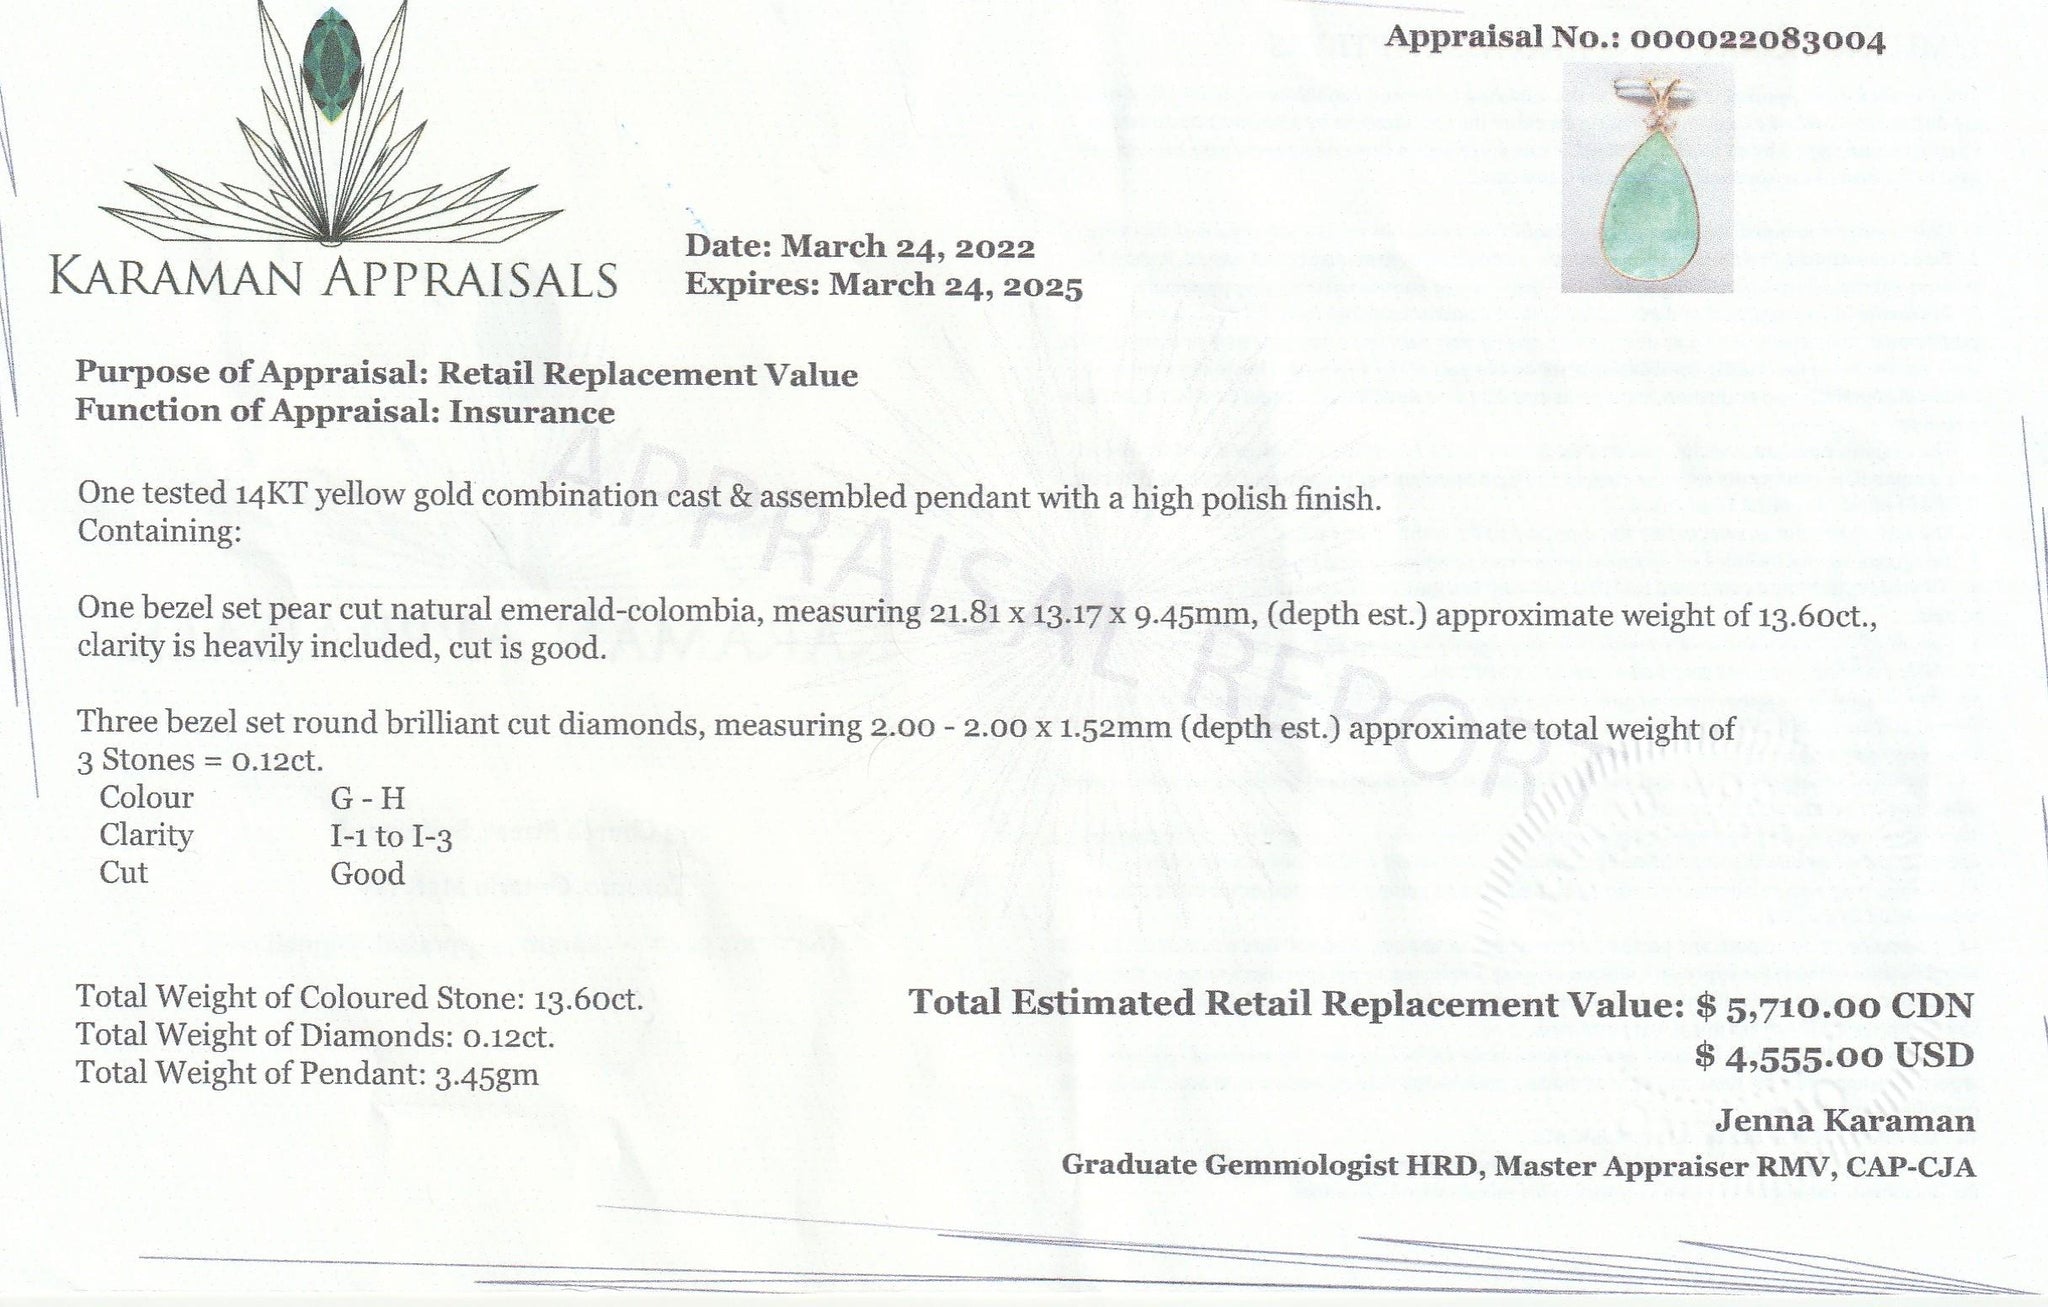 Appraisal No.: 000022083004
KARAMAN APPRAISALS
Date: March 24, 2022
Expires: March 24, 2025
Purpose of Appraisal: Retail Replacement Value
Function of Appraisal: Insurance
APPRAISAL REPORT
One tested 14KT yellow gold combination cast & assembled pendant with a high polish finish.
Containing:
One bezel set pear cut natural emerald-colombia, measuring 21.81 x 13.17 x 9.45mm, (depth est.) approximate weight of 13.60ct.,
clarity is heavily included, cut is good.
Three bezel set round brilliant cut diamonds, measuring 2.00 - 2.00 x 1.52mm (depth est.) approximate total weight of
3 Stones = 0.12ct.
Colour G - H
Clarity I-1 to I-3
Cut Good
Total Weight of Coloured Stone: 13.60ct.
Total Weight of Diamonds: 0.12ct.
Total Weight of Pendant: 3.45gm
Total Estimated Retail Replacement Value: $ 5,710.00 CDN
$ 4,555.00 USD
Jenna Karaman
Graduate Gemmologist HRD, Master Appraiser RMV, CAP-CJA